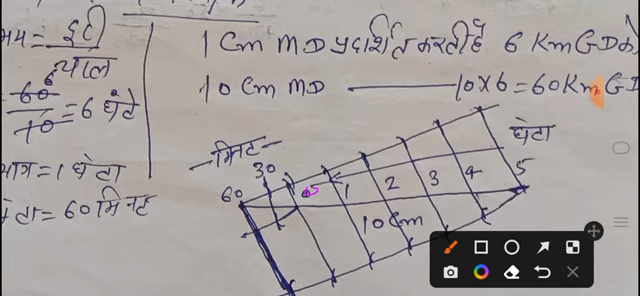 समय = दूरी
चाल
1 Cm MD प्रदर्शित करती है 6 Km GD को
60
10
= 6 घंटे
10 Cm MD — 10×6 = 60 Km GD
मिनट
घंटा
मात्र = 1 घंटा
घंटा = 60 मिनट
60 30 0 1 2 3 4 5
10 Cm